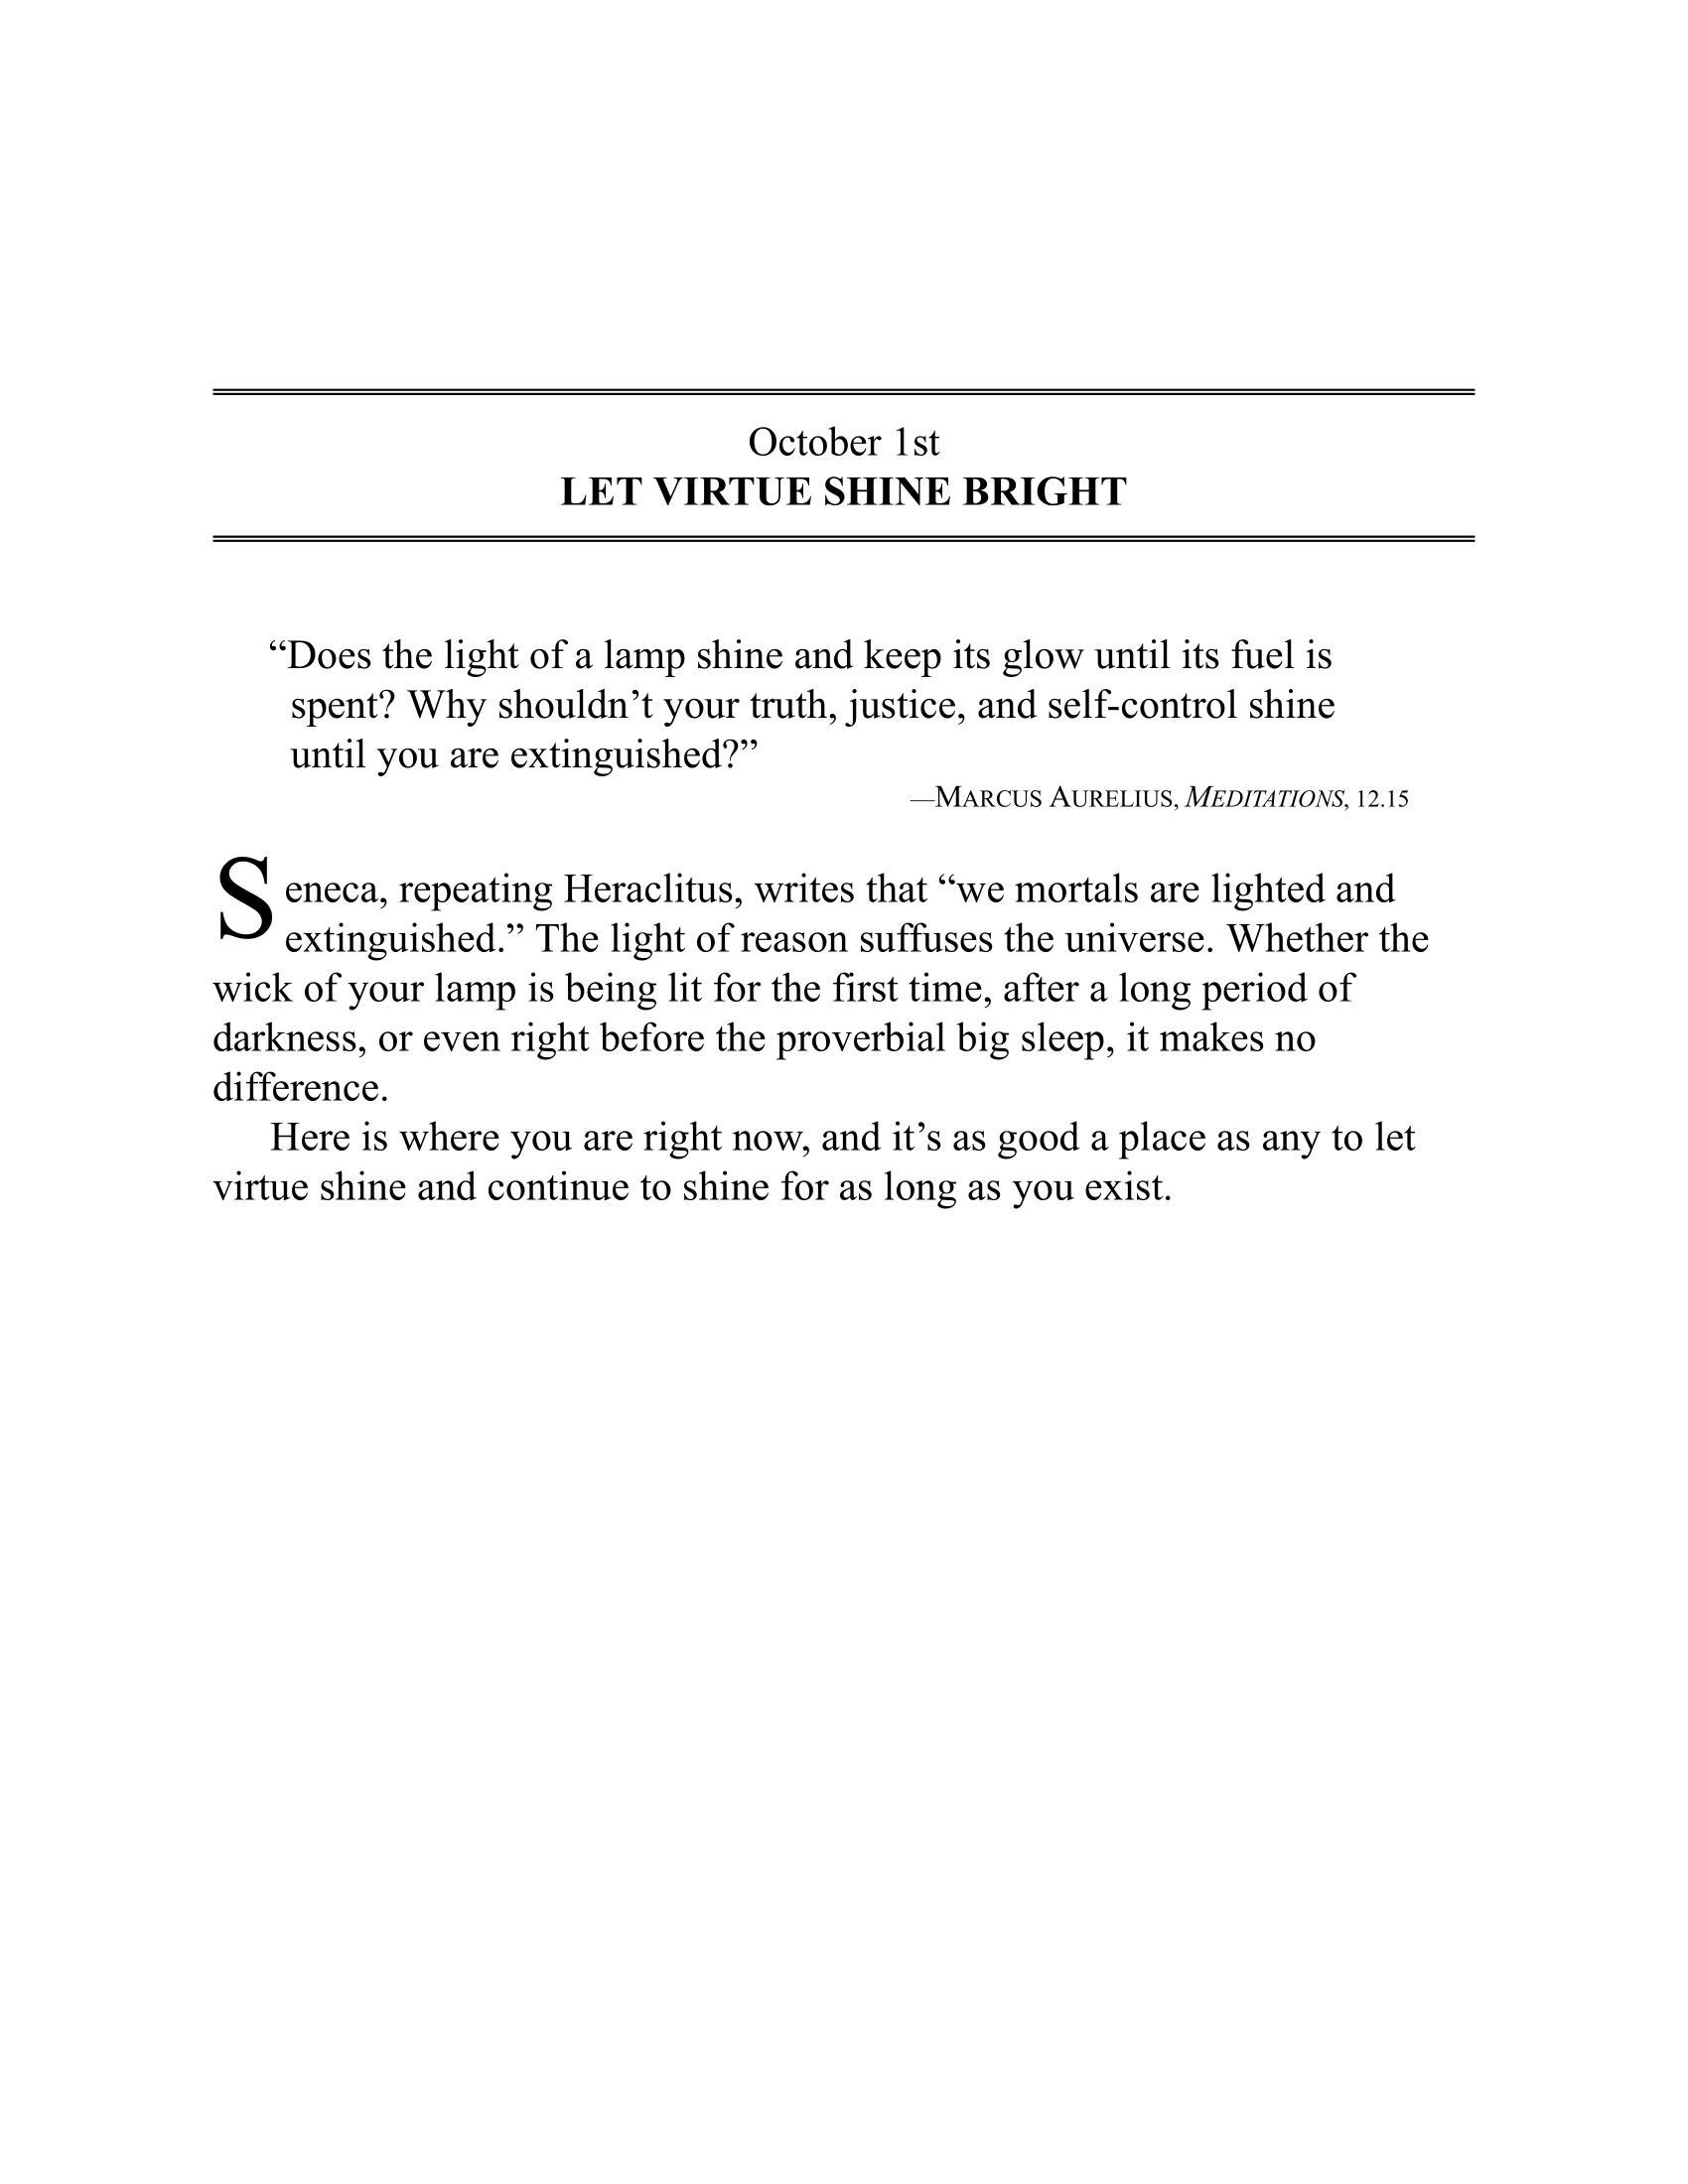 October 1st
LET VIRTUE SHINE BRIGHT
“Does the light of a lamp shine and keep its glow until its fuel is
spent? Why shouldn’t your truth, justice, and self-control shine
until you are extinguished?”
—MARCUS AURELIUS, MEDITATIONS, 12.15
Seneca, repeating Heraclitus, writes that “we mortals are lighted and
extinguished.” The light of reason suffuses the universe. Whether the
wick of your lamp is being lit for the first time, after a long period of
darkness, or even right before the proverbial big sleep, it makes no
difference.
Here is where you are right now, and it’s as good a place as any to let
virtue shine and continue to shine for as long as you exist.